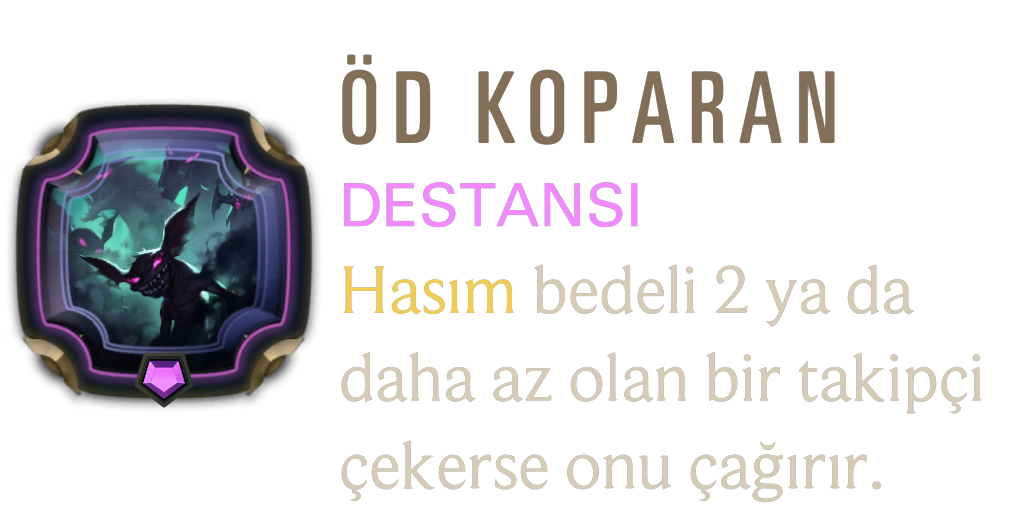 ÖD KOPARAN
DESTANSI
Hasım bedeli 2 ya da
daha az olan bir takipçi
çekerse onu çağırır.